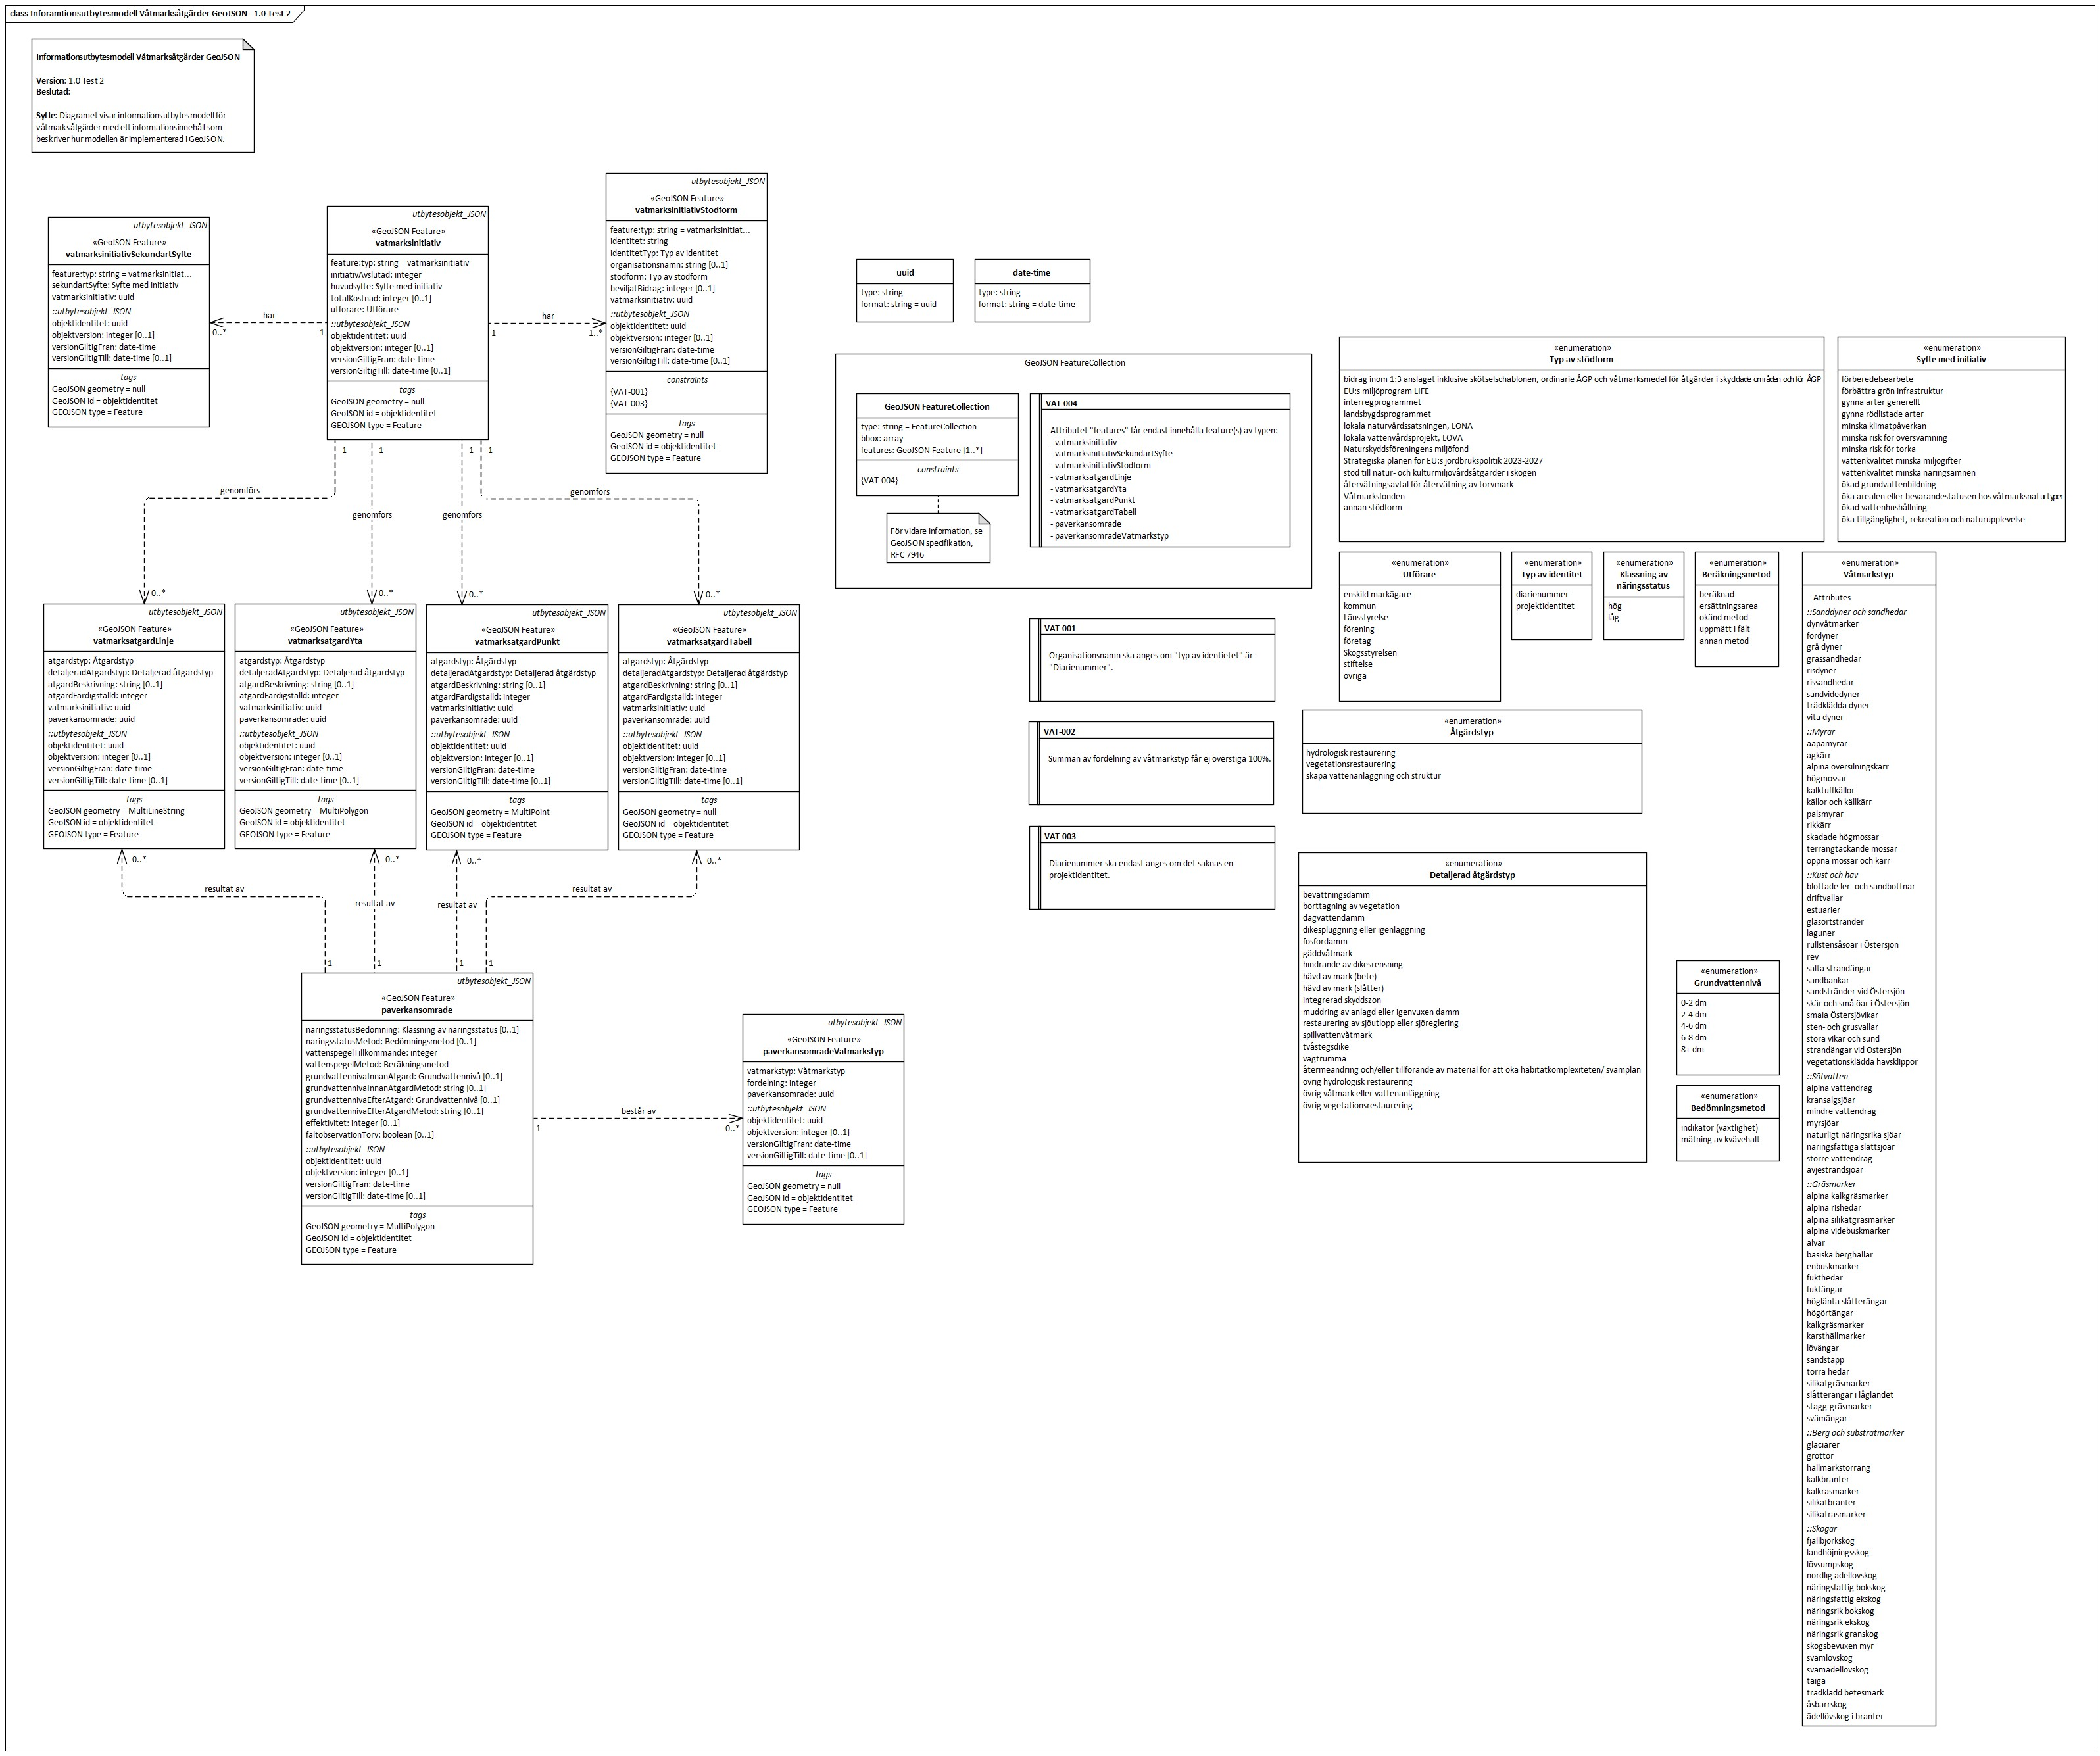 class Inforamtionsutbytesmodell Våtmarksåtgärder GeoJSON - 1.0 Test 2
Informationsutbytesmodell Våtmarksåtgärder GeoJSON
Version: 1.0 Test 2
Beslutad:
Syfte: Diagramet visar informationsutbytesmodell för
våtmarksåtgärder med ett informationsinnehåll som
beskriver hur modellen är implementerad i GeoJSON.
utbytesobjekt_JSON
«GeoJSON Feature»
vatmarksinitiativSekundartSyfte
feature:typ: string = vatmarksinitiat...
sekundartSyfte: Syfte med initiativ
vatmarksinitiativ: uuid
::utbytesobjekt_JSON
objektidentitet: uuid
objektversion: integer [0..1]
versionGiltigFran: date-time
versionGiltigTill: date-time [0..1]
tags
GeoJSON geometry = null
GeoJSON id = objektidentitet
GEOJSON type = Feature
har
0..*
1
utbytesobjekt_JSON
«GeoJSON Feature»
vatmarksinitiativ
feature:typ: string = vatmarksinitiativ
initiativAvslutad: integer
huvudsyfte: Syfte med initiativ
totalKostnad: integer [0..1]
utforare: Utförare
::utbytesobjekt_JSON
objektidentitet: uuid
objektversion: integer [0..1]
versionGiltigFran: date-time
versionGiltigTill: date-time [0..1]
tags
GeoJSON geometry = null
GeoJSON id = objektidentitet
GEOJSON type = Feature
har
1
1..*
utbytesobjekt_JSON
«GeoJSON Feature»
vatmarksinitiativStodform
feature:typ: string = vatmarksinitiat...
identitet: string
identitetTyp: Typ av identitet
organisationsnamn: string [0..1]
stodform: Typ av stödform
beviljatBidrag: integer [0..1]
vatmarksinitiativ: uuid
::utbytesobjekt_JSON
objektidentitet: uuid
objektversion: integer [0..1]
versionGiltigFran: date-time
versionGiltigTill: date-time [0..1]
constraints
{VAT-001}
{VAT-003}
tags
GeoJSON geometry = null
GeoJSON id = objektidentitet
GEOJSON type = Feature
1
1
1
1
genomförs
genomförs
genomförs
genomförs
0..*
0..*
0..*
0..*
utbytesobjekt_JSON
«GeoJSON Feature»
vatmarksatgardLinje
atgardstyp: Åtgärdstyp
detaljeradAtgardstyp: Detaljerad åtgärdstyp
atgardBeskrivning: string [0..1]
atgardFardigstalld: integer
vatmarksinitiativ: uuid
paverkansomrade: uuid
::utbytesobjekt_JSON
objektidentitet: uuid
objektversion: integer [0..1]
versionGiltigFran: date-time
versionGiltigTill: date-time [0..1]
tags
GeoJSON geometry = MultiLineString
GeoJSON id = objektidentitet
GEOJSON type = Feature
utbytesobjekt_JSON
«GeoJSON Feature»
vatmarksatgardYta
atgardstyp: Åtgärdstyp
detaljeradAtgardstyp: Detaljerad åtgärdstyp
atgardBeskrivning: string [0..1]
atgardFardigstalld: integer
vatmarksinitiativ: uuid
paverkansomrade: uuid
::utbytesobjekt_JSON
objektidentitet: uuid
objektversion: integer [0..1]
versionGiltigFran: date-time
versionGiltigTill: date-time [0..1]
tags
GeoJSON geometry = MultiPolygon
GeoJSON id = objektidentitet
GEOJSON type = Feature
utbytesobjekt_JSON
«GeoJSON Feature»
vatmarksatgardPunkt
atgardstyp: Åtgärdstyp
detaljeradAtgardstyp: Detaljerad åtgärdstyp
atgardBeskrivning: string [0..1]
atgardFardigstalld: integer
vatmarksinitiativ: uuid
paverkansomrade: uuid
::utbytesobjekt_JSON
objektidentitet: uuid
objektversion: integer [0..1]
versionGiltigFran: date-time
versionGiltigTill: date-time [0..1]
tags
GeoJSON geometry = MultiPoint
GeoJSON id = objektidentitet
GEOJSON type = Feature
utbytesobjekt_JSON
«GeoJSON Feature»
vatmarksatgardTabell
atgardstyp: Åtgärdstyp
detaljeradAtgardstyp: Detaljerad åtgärdstyp
atgardBeskrivning: string [0..1]
atgardFardigstalld: integer
vatmarksinitiativ: uuid
paverkansomrade: uuid
::utbytesobjekt_JSON
objektidentitet: uuid
objektversion: integer [0..1]
versionGiltigFran: date-time
versionGiltigTill: date-time [0..1]
tags
GeoJSON geometry = null
GeoJSON id = objektidentitet
GEOJSON type = Feature
0..*
0..*
0..*
0..*
resultat av
resultat av
resultat av
resultat av
1
1
1
1
utbytesobjekt_JSON
«GeoJSON Feature»
paverkansomrade
naringsstatusBedomning: Klassning av näringsstatus [0..1]
naringsstatusMetod: Bedömningsmetod [0..1]
vattenspegelTillkommande: integer
vattenspegelMetod: Beräkningsmetod
grundvattennivaInnanAtgard: Grundvattennivå [0..1]
grundvattennivaInnanAtgardMetod: string [0..1]
grundvattennivaEfterAtgard: Grundvattennivå [0..1]
grundvattennivaEfterAtgardMetod: string [0..1]
effektivitet: integer [0..1]
faltobservationTorv: boolean [0..1]
::utbytesobjekt_JSON
objektidentitet: uuid
objektversion: integer [0..1]
versionGiltigFran: date-time
versionGiltigTill: date-time [0..1]
tags
GeoJSON geometry = MultiPolygon
GeoJSON id = objektidentitet
GEOJSON type = Feature
består av
1
0..*
utbytesobjekt_JSON
«GeoJSON Feature»
paverkansomradeVatmarkstyp
vatmarkstyp: Våtmarkstyp
fordelning: integer
paverkansomrade: uuid
::utbytesobjekt_JSON
objektidentitet: uuid
objektversion: integer [0..1]
versionGiltigFran: date-time
versionGiltigTill: date-time [0..1]
tags
GeoJSON geometry = null
GeoJSON id = objektidentitet
GEOJSON type = Feature
uuid
type: string
format: string = uuid
date-time
type: string
format: string = date-time
GeoJSON FeatureCollection
GeoJSON FeatureCollection
type: string = FeatureCollection
bbox: array
features: GeoJSON Feature [1..*]
constraints
{VAT-004}
För vidare information, se
GeoJSON specifikation,
RFC 7946
VAT-004
Attributet "features" får endast innehålla feature(s) av typen:
- vatmarksinitiativ
- vatmarksinitiativSekundartSyfte
- vatmarksinitiativStodform
- vatmarksatgardLinje
- vatmarksatgardYta
- vatmarksatgardPunkt
- vatmarksatgardTabell
- paverkansomrade
- paverkansomradeVatmarkstyp
VAT-001
Organisationsnamn ska anges om "typ av identietet" är
"Diarienummer".
VAT-002
Summan av fördelning av våtmarkstyp får ej överstiga 100%.
VAT-003
Diarienummer ska endast anges om det saknas en
projektidentitet.
«enumeration»
Typ av stödform
bidrag inom 1:3 anslaget inklusive skötselschablonen, ordinarie ÅGP och våtmarksmedel för åtgärder i skyddade områden och för ÅGP
EU:s miljöprogram LIFE
interregprogrammet
landsbygdsprogrammet
lokala naturvårdssatsningen, LONA
lokala vattenvårdsprojekt, LOVA
Naturskyddsföreningens miljöfond
Strategiska planen för EU:s jordbrukspolitik 2023-2027
stöd till natur- och kulturmiljövårdsåtgärder i skogen
återvätningsavtal för återvätning av torvmark
Våtmarksfonden
annan stödform
«enumeration»
Syfte med initiativ
förberedelsearbete
förbättra grön infrastruktur
gynna arter generellt
gynna rödlistade arter
minska klimatpåverkan
minska risk för översvämning
minska risk för torka
vattenkvalitet minska miljögifter
vattenkvalitet minska näringsämnen
ökad grundvattenbildning
öka arealen eller bevarandestatusen hos våtmarksnaturtyper
ökad vattenhushållning
öka tillgänglighet, rekreation och naturupplevelse
«enumeration»
Utförare
enskild markägare
kommun
Länsstyrelse
förening
företag
Skogsstyrelsen
stiftelse
övriga
«enumeration»
Typ av identitet
diarienummer
projektidentitet
«enumeration»
Klassning av
näringsstatus
hög
låg
«enumeration»
Beräkningsmetod
beräknad
ersättningsarea
okänd metod
uppmätt i fält
annan metod
«enumeration»
Åtgärdstyp
hydrologisk restaurering
vegetationsrestaurering
skapa vattenanläggning och struktur
«enumeration»
Detaljerad åtgärdstyp
bevattningsdamm
borttagning av vegetation
dagvattendamm
dikespluggning eller igenläggning
fosfordamm
gäddvåtmark
hindrande av dikesrensning
hävd av mark (bete)
hävd av mark (slåtter)
integrerad skyddszon
muddring av anlagd eller igenvuxen damm
restaurering av sjöutlopp eller sjöreglering
spillvattenvåtmark
tvåstegsdike
vägtrumma
återmeandring och/eller tillförande av material för att öka habitatkomplexiteten/ svämplan
övrig hydrologisk restaurering
övrig våtmark eller vattenanläggning
övrig vegetationsrestaurering
«enumeration»
Grundvattennivå
0-2 dm
2-4 dm
4-6 dm
6-8 dm
8+ dm
«enumeration»
Bedömningsmetod
indikator (växtlighet)
mätning av kvävehalt
«enumeration»
Våtmarkstyp
Attributes
::Sanddyner och sandhedar
dynvåtmarker
fördyner
grå dyner
grässandhedar
risdyner
rissandhedar
sandvidedyner
trädklädda dyner
vita dyner
::Myrar
aapamyrar
agkärr
alpina översilningskärr
högmossar
kalktuffkällor
källor och källkärr
palsmyrar
rikkärr
skadade högmossar
terrängtäckande mossar
öppna mossar och kärr
::Kust och hav
blottade ler- och sandbottnar
driftvallar
estuarier
glasörtstränder
laguner
rullstensåsöar i Östersjön
rev
salta strandängar
sandbankar
sandstränder vid Östersjön
skär och små öar i Östersjön
smala Östersjövikar
sten- och grusvallar
stora vikar och sund
strandängar vid Östersjön
vegetationsklädda havsklippor
::Sötvatten
alpina vattendrag
kransalgsjöar
mindre vattendrag
myrsjöar
naturligt näringsrika sjöar
näringsfattiga slättsjöar
större vattendrag
ävjestrandsjöar
::Gräsmarker
alpina kalkgräsmarker
alpina rishedar
alpina silikatgräsmarker
alpina videbuskmarker
alvar
basiska berghällar
enbuskmarker
fukthedar
fuktängar
höglänta slåtterängar
högörtängar
kalkgräsmarker
karsthällmarker
lövängar
sandstäpp
torra hedar
silikatgräsmarker
slåtterängar i låglandet
stagg-gräsmarker
svämängar
::Berg och substratmarker
glaciärer
grottor
hällmarkstorräng
kalkbranter
kalkrasmarker
silikatbranter
silikatrasmarker
::Skogar
fjällbjörkskog
landhöjningsskog
lövsumpskog
nordlig ädellövskog
näringsfattig bokskog
näringsfattig ekskog
näringsrik bokskog
näringsrik ekskog
näringsrik granskog
skogsbevuxen myr
svämlövskog
svämädellövskog
taiga
trädklädd betesmark
åsbarrskog
ädellövskog i branter